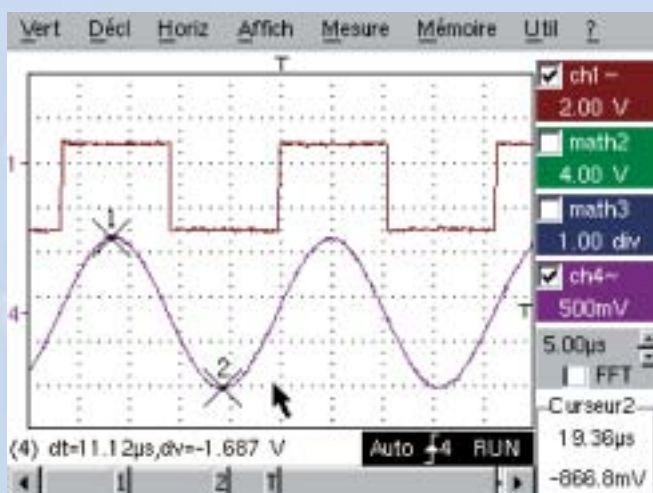 Vert Décl Horiz Affich Mesure Mémoire Util ?
T
ch1
2.00 V
math2
4.00 V
math3
1.00 div
ch4~
500mV
5.00µs
FFT
Curseur2
19.36µs
-866.8mV
1
1
2
4
T
(4) dt=11.12µs,dv=-1.687 V
Auto 4 RUN
1 2 T